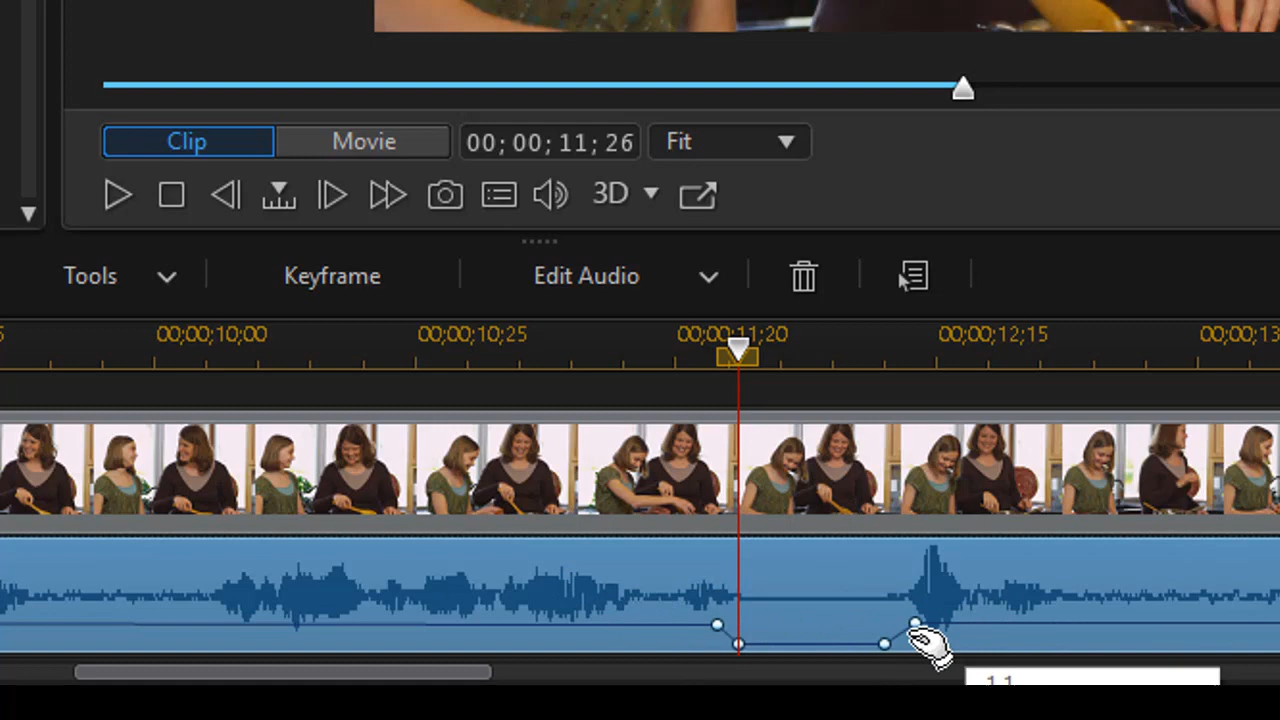 Clip Movie 00; 00; 11; 26 Fit
3D
Tools Keyframe Edit Audio
00;00;10;00 00;00;10;25 00;00;11;20 00;00;12;15